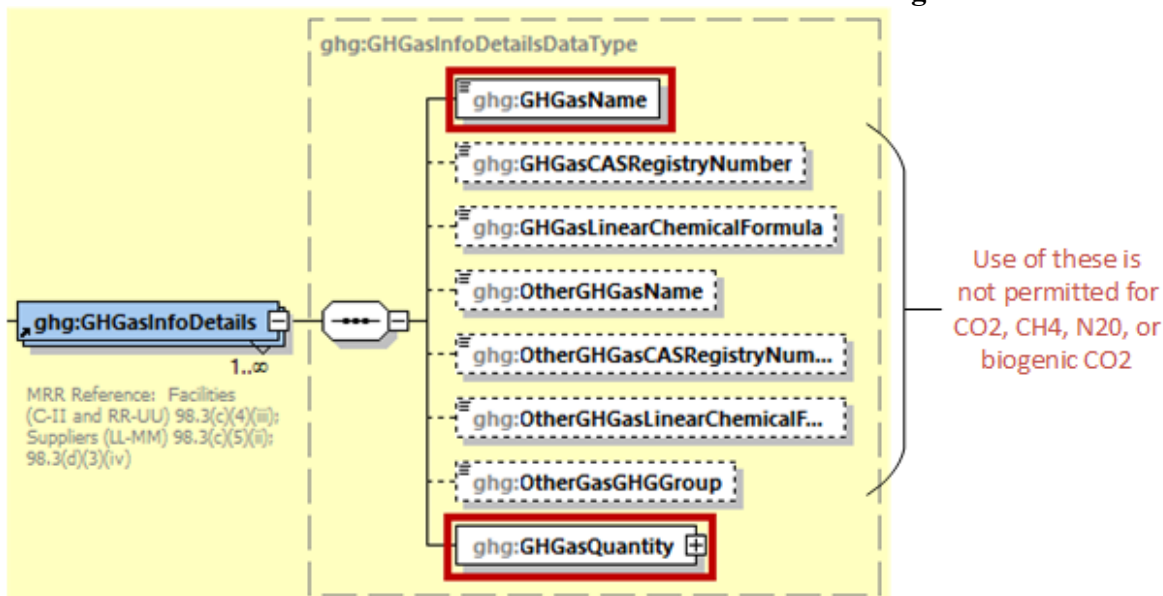 g
ghg:GHGasInfoDetailsDataType
ghg:GHGasName
ghg:GHGasCASRegistryNumber
ghg:GHGasLinearChemicalFormula
ghg:OtherGHGasName
ghg:OtherGHGasCASRegistryNum...
ghg:OtherGHGasLinearChemicalF...
ghg:OtherGasGHGGroup
ghg:GHGasQuantity
ghg:GHGasInfoDetails
1..∞
MRR Reference: Facilities
(C-II and RR-UU) 98.3(c)(4)(iii);
Suppliers (LL-MM) 98.3(c)(5)(ii);
98.3(d)(3)(iv)
Use of these is
not permitted for
CO2, CH4, N20, or
biogenic CO2